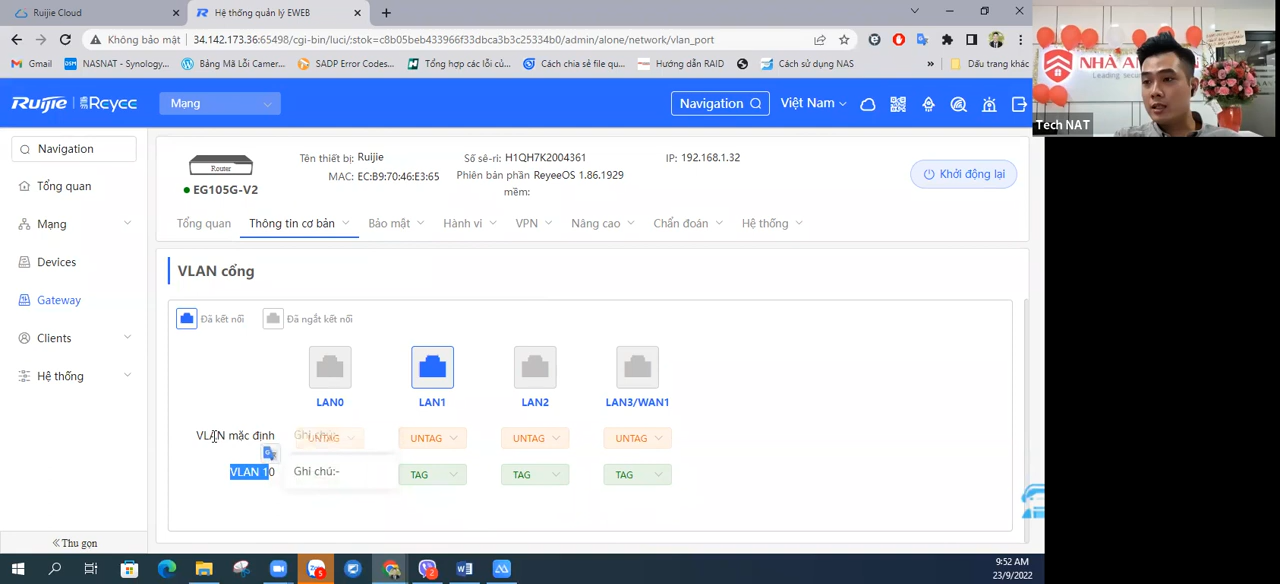 Ruijie Cloud
Hệ thống quản lý EWEB
Không bảo mật
34.142.173.36:65498/cgi-bin/luci/;stok=c8b05beb433966f33dbca3b3c25334b0/admin/alone/network/vlan_port
Gmail
NASNAT - Synology...
Bảng Mã Lỗi Camer...
SADP Error Codes...
Tổng hợp các lỗi củ...
Cách chia sẻ file qu...
Hướng dẫn RAID
Cách sử dụng NAS
»
Dấu trang khác
Ruijie | Rcycc
Mạng
Navigation
Việt Nam
Tech NAT
Navigation
Tổng quan
Mạng
Devices
Gateway
Clients
Hệ thống
«Thu gọn
Router
EG105G-V2
Tên thiết bị: Ruijie
Số sê-ri: H1QH7K2004361
IP: 192.168.1.32
MAC: EC:B9:70:46:E3:65
Phiên bản phần mềm: ReyeeOS 1.86.1929
Khởi động lại
Tổng quan
Thông tin cơ bản
Bảo mật
Hành vi
VPN
Nâng cao
Chẩn đoán
Hệ thống
VLAN cổng
Đã kết nối
Đã ngắt kết nối
LAN0
LAN1
LAN2
LAN3/WAN1
VLAN mặc định
UNTAG
UNTAG
UNTAG
UNTAG
VLAN 10
Ghi chú:-
TAG
TAG
TAG
9:52 AM
23/9/2022